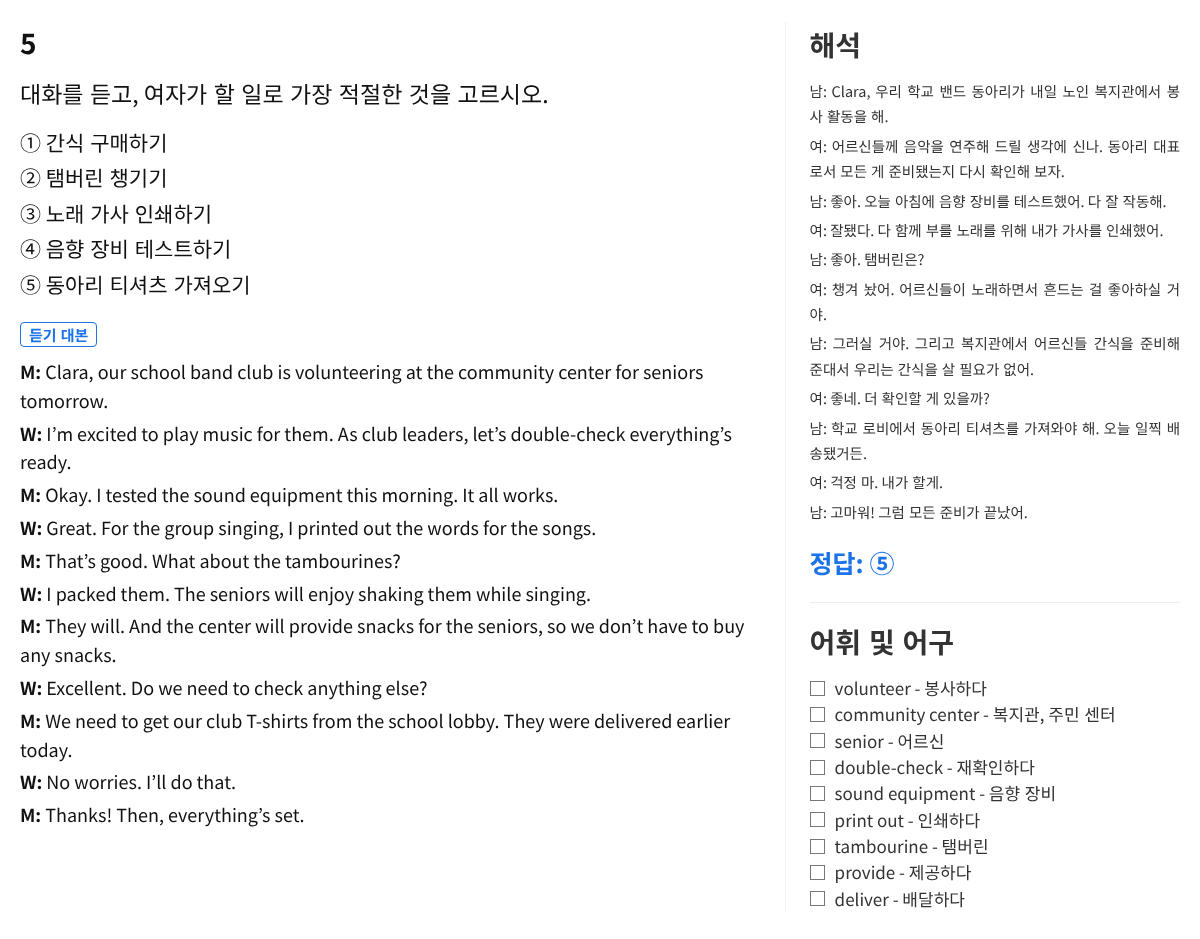 5
대화를 듣고, 여자가 할 일로 가장 적절한 것을 고르시오.
① 간식 구매하기
② 탬버린 챙기기
③ 노래 가사 인쇄하기
④ 음향 장비 테스트하기
⑤ 동아리 티셔츠 가져오기
듣기 대본
M: Clara, our school band club is volunteering at the community center for seniors
tomorrow.
W: I’m excited to play music for them. As club leaders, let’s double-check everything’s
ready.
M: Okay. I tested the sound equipment this morning. It all works.
W: Great. For the group singing, I printed out the words for the songs.
M: That’s good. What about the tambourines?
W: I packed them. The seniors will enjoy shaking them while singing.
M: They will. And the center will provide snacks for the seniors, so we don’t have to buy
any snacks.
W: Excellent. Do we need to check anything else?
M: We need to get our club T-shirts from the school lobby. They were delivered earlier
today.
W: No worries. I’ll do that.
M: Thanks! Then, everything’s set.
해석
남: Clara, 우리 학교 밴드 동아리가 내일 노인 복지관에서 봉
사 활동을 해.
여: 어르신들께 음악을 연주해 드릴 생각에 신나. 동아리 대표
로서 모든 게 준비됐는지 다시 확인해 보자.
남: 좋아. 오늘 아침에 음향 장비를 테스트했어. 다 잘 작동해.
여: 잘됐다. 다 함께 부를 노래를 위해 내가 가사를 인쇄했어.
남: 좋아. 탬버린은?
여: 챙겨 놨어. 어르신들이 노래하면서 흔드는 걸 좋아하실 거
야.
남: 그러실 거야. 그리고 복지관에서 어르신들 간식을 준비해
준대서 우리는 간식을 살 필요가 없어.
여: 좋네. 더 확인할 게 있을까?
남: 학교 로비에서 동아리 티셔츠를 가져와야 해. 오늘 일찍 배
송됐거든.
여: 걱정 마. 내가 할게.
남: 고마워! 그럼 모든 준비가 끝났어.
정답: ⑤
어휘 및 어구
volunteer - 봉사하다
community center - 복지관, 주민 센터
senior - 어르신
double-check - 재확인하다
sound equipment - 음향 장비
print out - 인쇄하다
tambourine - 탬버린
provide - 제공하다
deliver - 배달하다